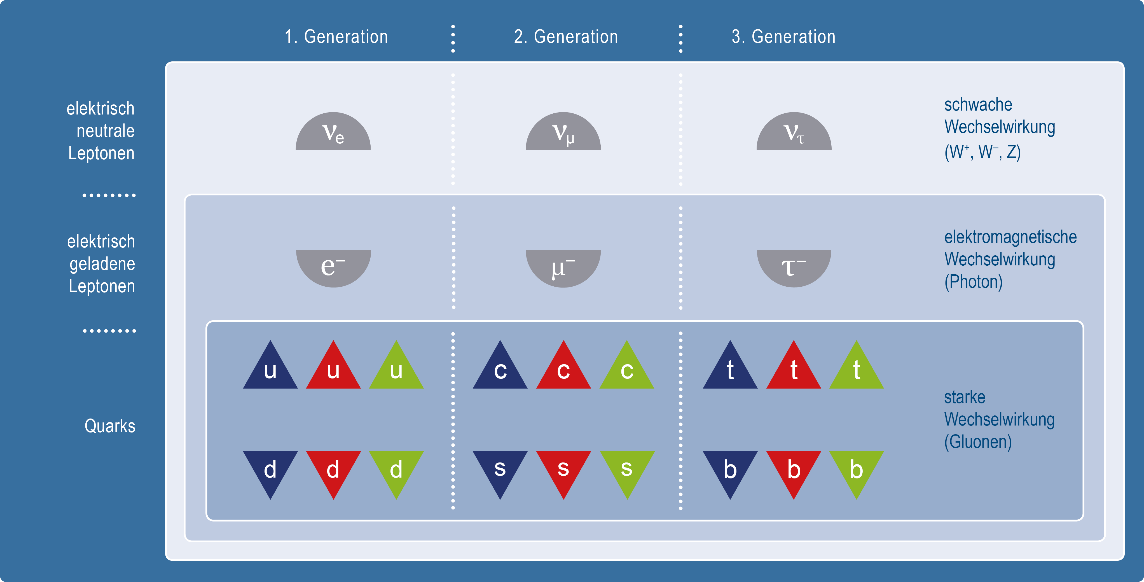 1. Generation
2. Generation
3. Generation
elektrisch
neutrale
Leptonen
νe
νμ
ντ
schwache
Wechselwirkung
(W⁺, W⁻, Z)
elektrisch
geladene
Leptonen
e⁻
μ⁻
τ⁻
elektromagnetische
Wechselwirkung
(Photon)
Quarks
u u u
c c c
t t t
d d d
s s s
b b b
starke
Wechselwirkung
(Gluonen)